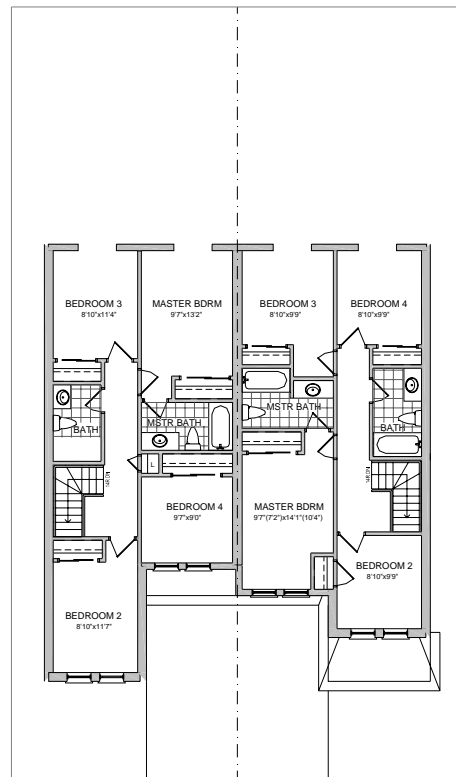 BEDROOM 3
8'10"x11'4"
MASTER BDRM
9'7"x13'2"
BEDROOM 3
8'10"x9'9"
BEDROOM 4
8'10"x9'9"
BATH
MSTR BATH
MSTR BATH
BATH
L
BEDROOM 4
9'7"x9'0"
MASTER BDRM
9'7"(7'2")x14'1"(10'4")
BEDROOM 2
8'10"x11'7"
BEDROOM 2
8'10"x9'9"